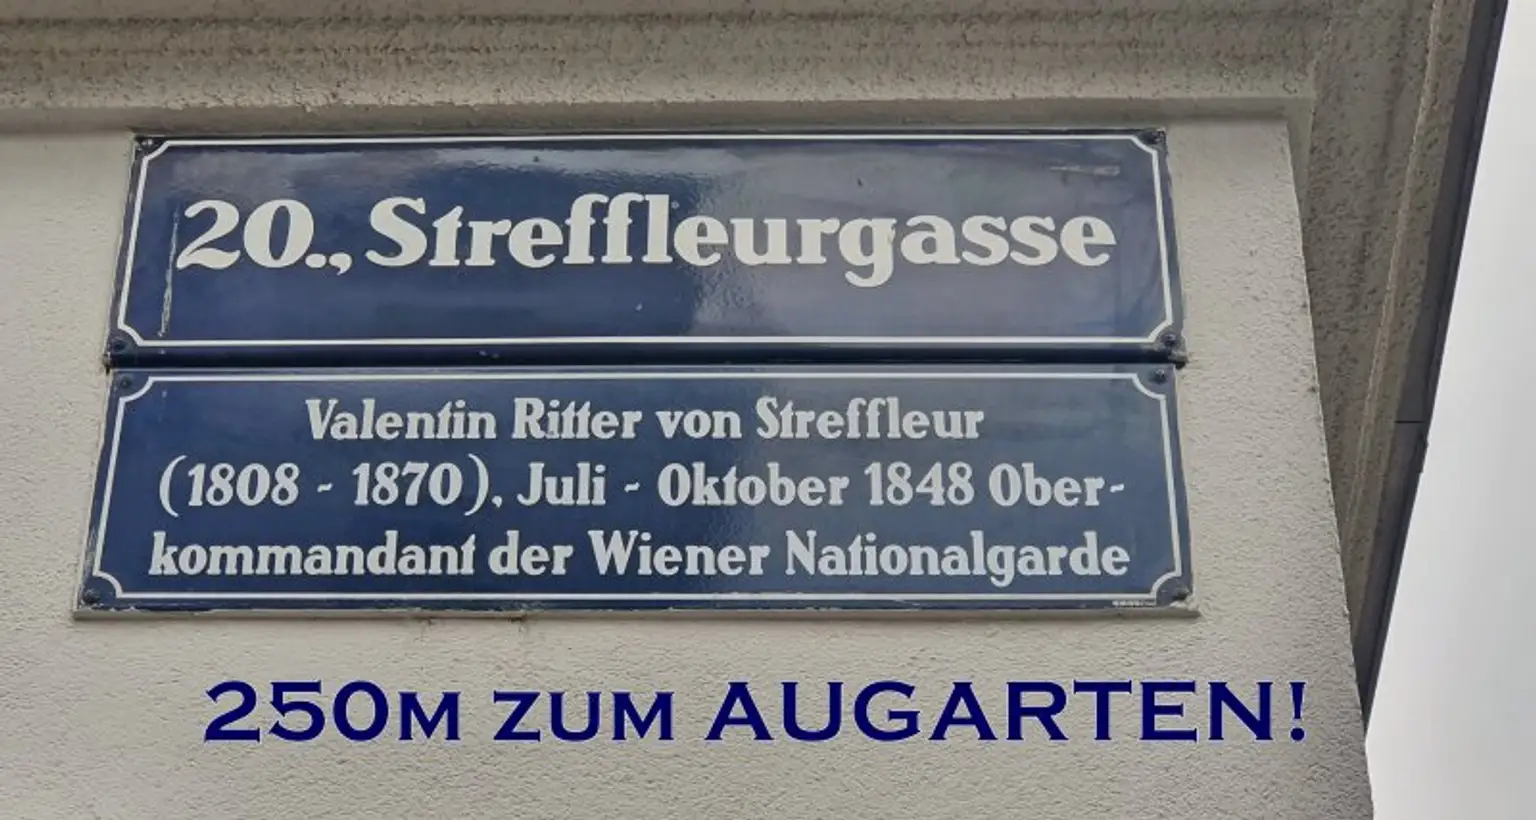 20., Streffleurgasse
Valentin Ritter von Streffleur
(1808 - 1870), Juli - Oktober 1848 Ober-
kommandant der Wiener Nationalgarde
250M ZUM AUGARTEN!